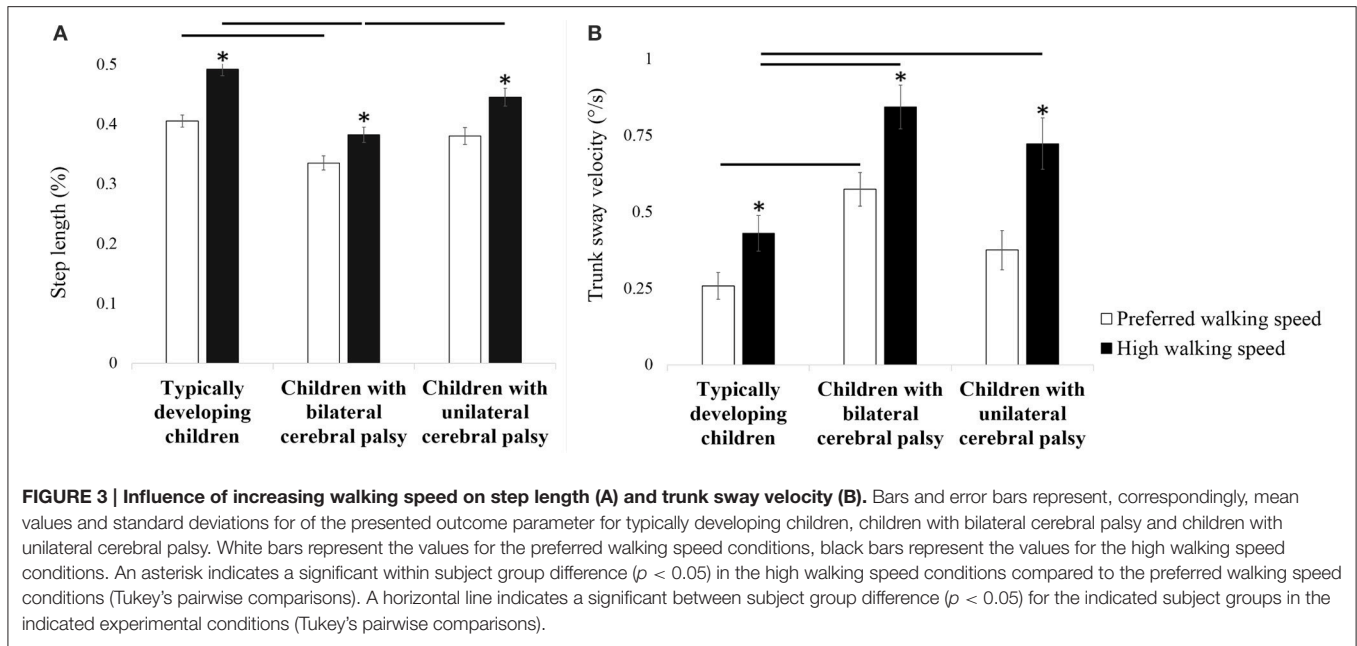 A
Step length (%)
0.5
*
*
*
0.4
0.3
0.2
0.1
0
Typically
developing
children
Children with
bilateral
cerebral palsy
Children with
unilateral
cerebral palsy
B
Trunk sway velocity (°/s)
1
*
*
*
0.75
0.5
0.25
0
Typically
developing
children
Children with
bilateral
cerebral palsy
Children with
unilateral
cerebral palsy
Preferred walking speed
High walking speed
FIGURE 3 | Influence of increasing walking speed on step length (A) and trunk sway velocity (B). Bars and error bars represent, correspondingly, mean
values and standard deviations for of the presented outcome parameter for typically developing children, children with bilateral cerebral palsy and children with
unilateral cerebral palsy. White bars represent the values for the preferred walking speed conditions, black bars represent the values for the high walking speed
conditions. An asterisk indicates a significant within subject group difference (p < 0.05) in the high walking speed conditions compared to the preferred walking speed
conditions (Tukey's pairwise comparisons). A horizontal line indicates a significant between subject group difference (p < 0.05) for the indicated subject groups in the
indicated experimental conditions (Tukey's pairwise comparisons).